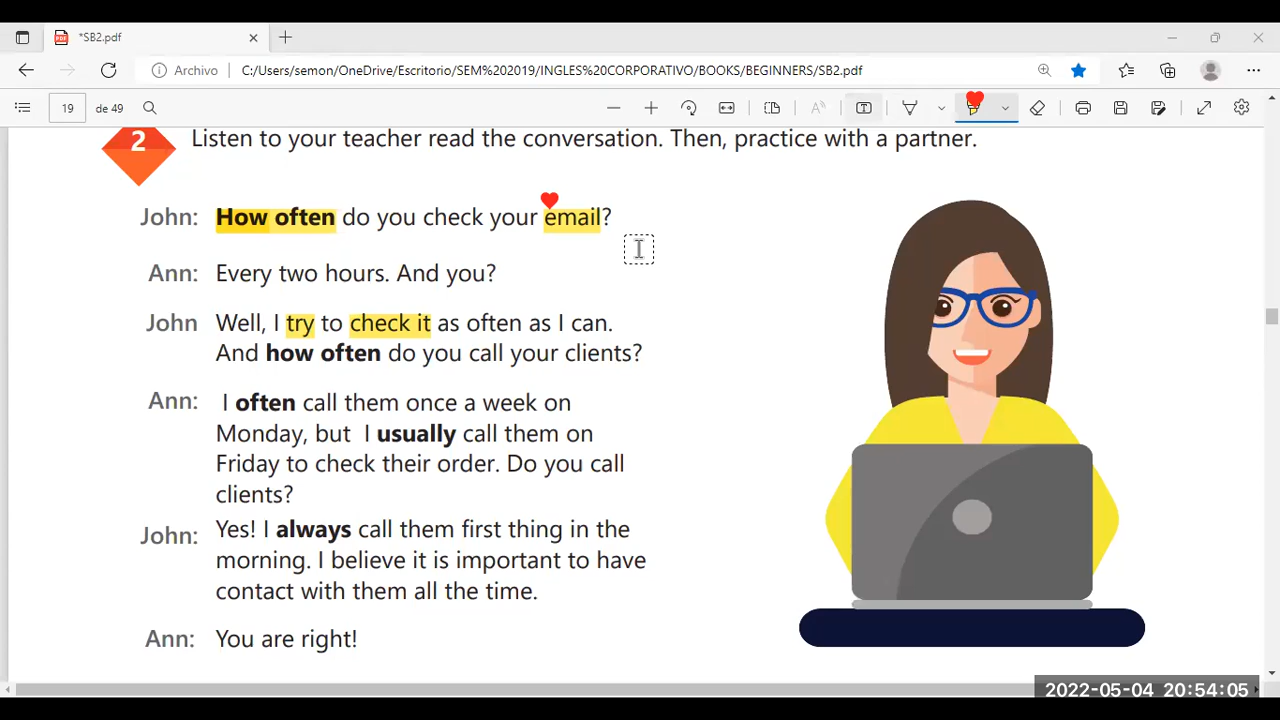 *SB2.pdf
Archivo C:/Users/semon/OneDrive/Escritorio/SEM%202019/INGLES%20CORPORATIVO/BOOKS/BEGINNERS/SB2.pdf
19 de 49
2 Listen to your teacher read the conversation. Then, practice with a partner.
John: How often do you check your email?
Ann: Every two hours. And you?
John Well, I try to check it as often as I can.
And how often do you call your clients?
Ann: I often call them once a week on
Monday, but I usually call them on
Friday to check their order. Do you call
clients?
John: Yes! I always call them first thing in the
morning. I believe it is important to have
contact with them all the time.
Ann: You are right!
2022-05-04 20:54:05